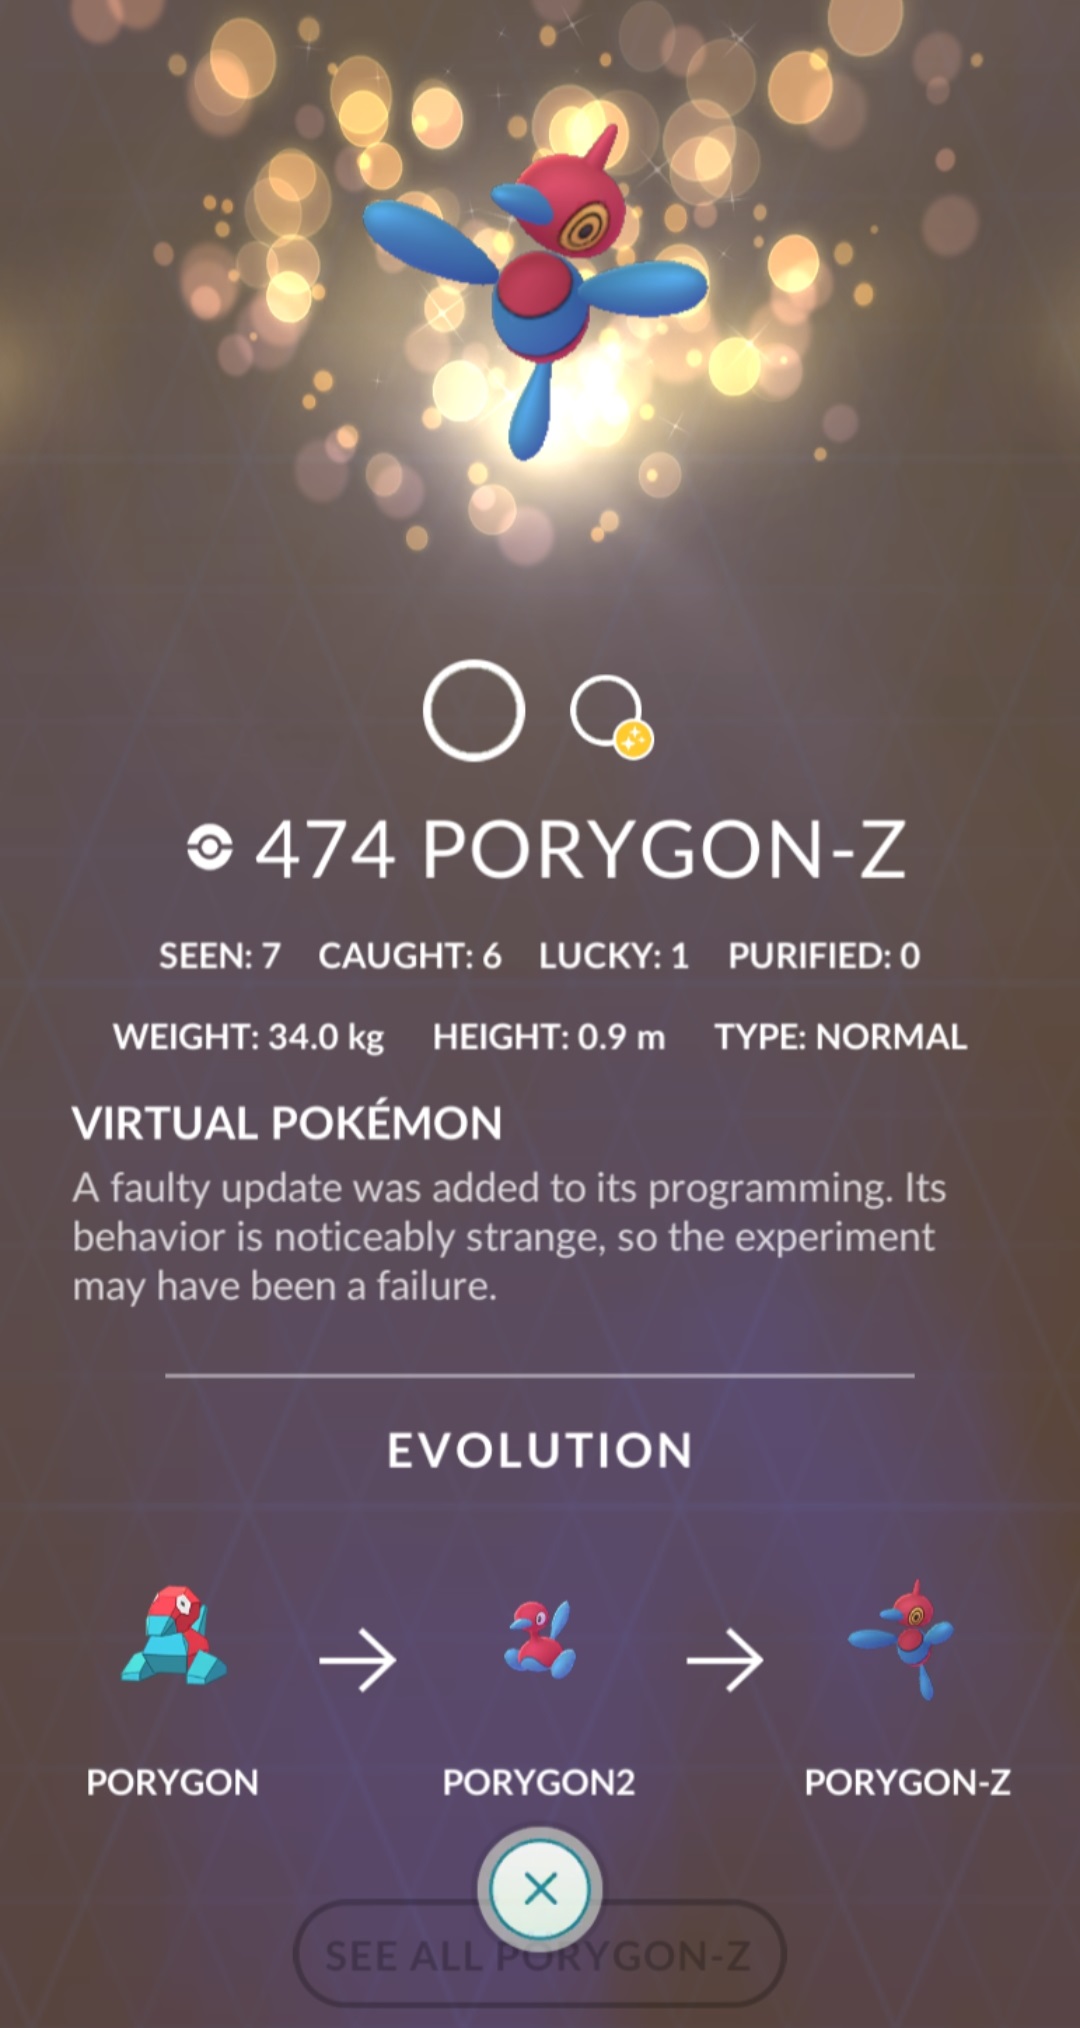 474 PORYGON-Z
SEEN: 7 CAUGHT: 6 LUCKY: 1 PURIFIED: 0
WEIGHT: 34.0 kg HEIGHT: 0.9 m TYPE: NORMAL
VIRTUAL POKÉMON
A faulty update was added to its programming. Its
behavior is noticeably strange, so the experiment
may have been a failure.
EVOLUTION
PORYGON PORYGON2 PORYGON-Z
SEE ALL PORYGON-Z